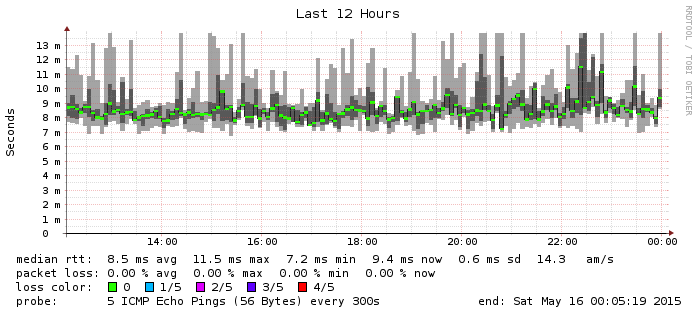 Last 12 Hours
RRDTOOL / TOBI OETIKER
Seconds
13 m
12 m
11 m
10 m
9 m
8 m
7 m
6 m
5 m
4 m
3 m
2 m
1 m
0
14:00 16:00 18:00 20:00 22:00 00:00
median rtt: 8.5 ms avg 11.5 ms max 7.2 ms min 9.4 ms now 0.6 ms sd 14.3 am/s
packet loss: 0.00 % avg 0.00 % max 0.00 % min 0.00 % now
loss color: 0 1/5 2/5 3/5 4/5
probe: 5 ICMP Echo Pings (56 Bytes) every 300s end: Sat May 16 00:05:19 2015